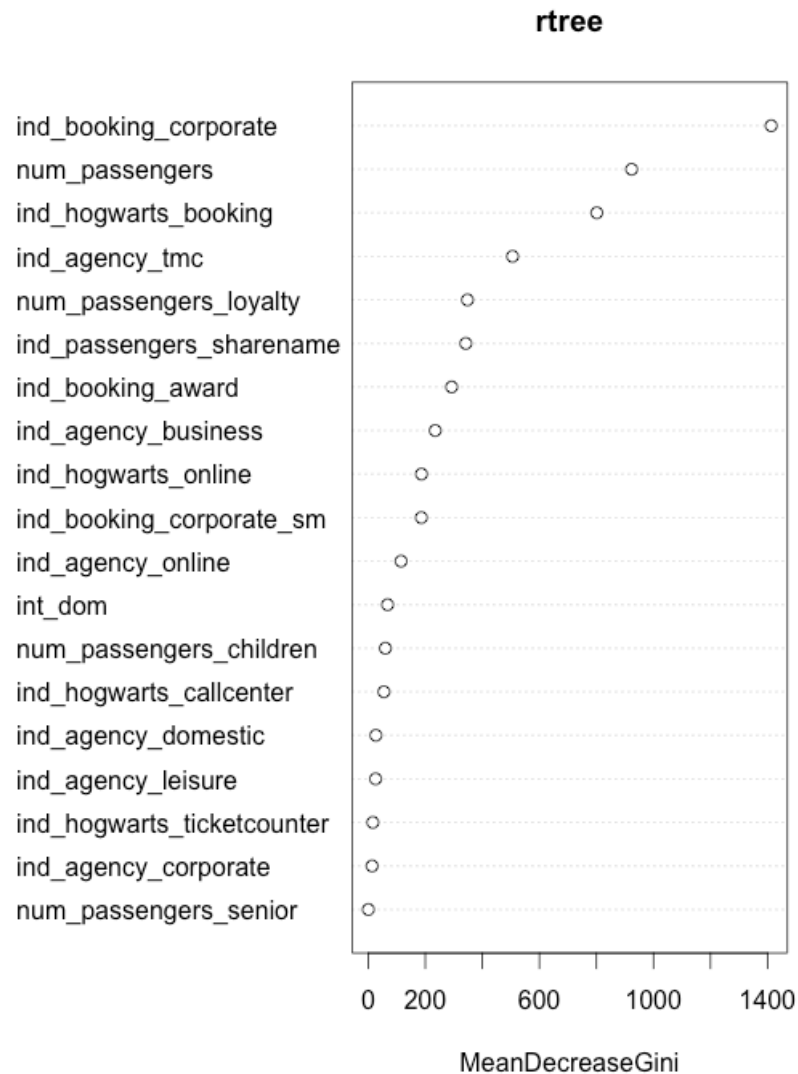 rtree
ind_booking_corporate
num_passengers
ind_hogwarts_booking
ind_agency_tmc
num_passengers_loyalty
ind_passengers_sharename
ind_booking_award
ind_agency_business
ind_hogwarts_online
ind_booking_corporate_sm
ind_agency_online
int_dom
num_passengers_children
ind_hogwarts_callcenter
ind_agency_domestic
ind_agency_leisure
ind_hogwarts_ticketcounter
ind_agency_corporate
num_passengers_senior
0 200 600 1000 1400
MeanDecreaseGini